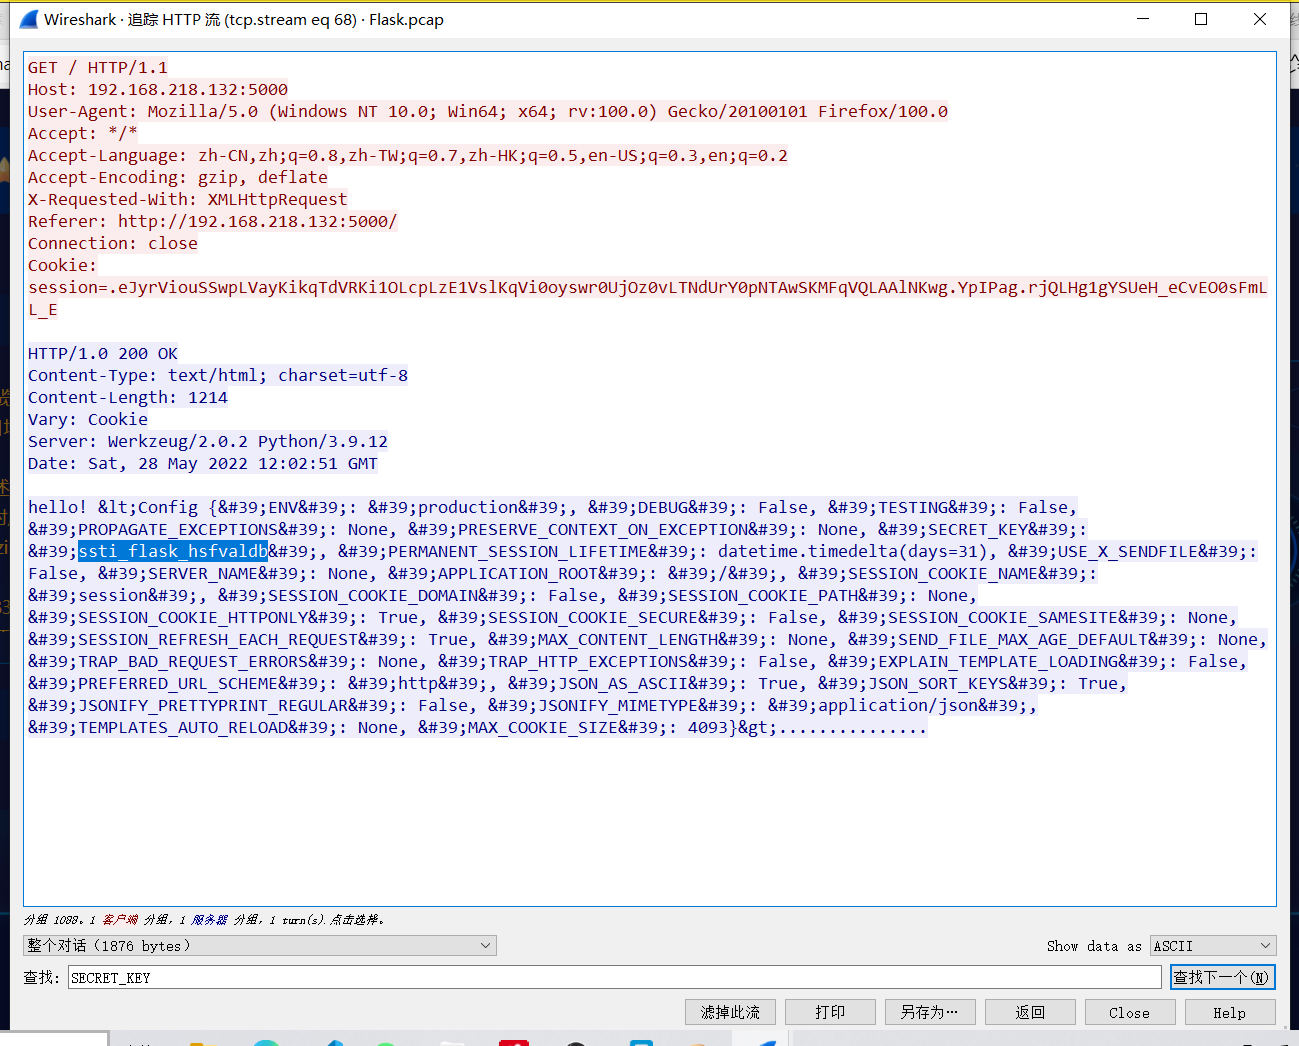 Wireshark · 追踪 HTTP 流 (tcp.stream eq 68) · Flask.pcap
GET / HTTP/1.1
Host: 192.168.218.132:5000
User-Agent: Mozilla/5.0 (Windows NT 10.0; Win64; x64; rv:100.0) Gecko/20100101 Firefox/100.0
Accept: */*
Accept-Language: zh-CN,zh;q=0.8,zh-TW;q=0.7,zh-HK;q=0.5,en-US;q=0.3,en;q=0.2
Accept-Encoding: gzip, deflate
X-Requested-With: XMLHttpRequest
Referer: http://192.168.218.132:5000/
Connection: close
Cookie:
session=.eJyrViouSSwpLVayKikqTdVRKi1OLcpLzE1VslKqVi0oyswr0UjOz0vLTNdUrY0pNTAwSKMFqVQLAAlNKwg.YpIPag.rjQLHg1gYSUeH_eCvEO0sFmL
L_E
HTTP/1.0 200 OK
Content-Type: text/html; charset=utf-8
Content-Length: 1214
Vary: Cookie
Server: Werkzeug/2.0.2 Python/3.9.12
Date: Sat, 28 May 2022 12:02:51 GMT
hello! &lt;Config {&#39;ENV&#39;: &#39;production&#39;, &#39;DEBUG&#39;: False, &#39;TESTING&#39;: False,
&#39;PROPAGATE_EXCEPTIONS&#39;: None, &#39;PRESERVE_CONTEXT_ON_EXCEPTION&#39;: None, &#39;SECRET_KEY&#39;:
&#39;ssti_flask_hsfvaldb&#39;, &#39;PERMANENT_SESSION_LIFETIME&#39;: datetime.timedelta(days=31), &#39;USE_X_SENDFILE&#39;:
False, &#39;SERVER_NAME&#39;: None, &#39;APPLICATION_ROOT&#39;: &#39;/&#39;, &#39;SESSION_COOKIE_NAME&#39;:
&#39;session&#39;, &#39;SESSION_COOKIE_DOMAIN&#39;: False, &#39;SESSION_COOKIE_PATH&#39;: None,
&#39;SESSION_COOKIE_HTTPONLY&#39;: True, &#39;SESSION_COOKIE_SECURE&#39;: False, &#39;SESSION_COOKIE_SAMESITE&#39;: None,
&#39;SESSION_REFRESH_EACH_REQUEST&#39;: True, &#39;MAX_CONTENT_LENGTH&#39;: None, &#39;SEND_FILE_MAX_AGE_DEFAULT&#39;: None,
&#39;TRAP_BAD_REQUEST_ERRORS&#39;: None, &#39;TRAP_HTTP_EXCEPTIONS&#39;: False, &#39;EXPLAIN_TEMPLATE_LOADING&#39;: False,
&#39;PREFERRED_URL_SCHEME&#39;: &#39;http&#39;, &#39;JSON_AS_ASCII&#39;: True, &#39;JSON_SORT_KEYS&#39;: True,
&#39;JSONIFY_PRETTYPRINT_REGULAR&#39;: False, &#39;JSONIFY_MIMETYPE&#39;: &#39;application/json&#39;,
&#39;TEMPLATES_AUTO_RELOAD&#39;: None, &#39;MAX_COOKIE_SIZE&#39;: 4093}&gt;...............
分组 1089。1 客户端 分组，1 服务器 分组，1 turn(s). 点击选择。
整个对话 (1876 bytes) Show data as ASCII
查找: SECRET_KEY 查找下一个(N)
滤掉此流 打印 另存为… 返回 Close Help